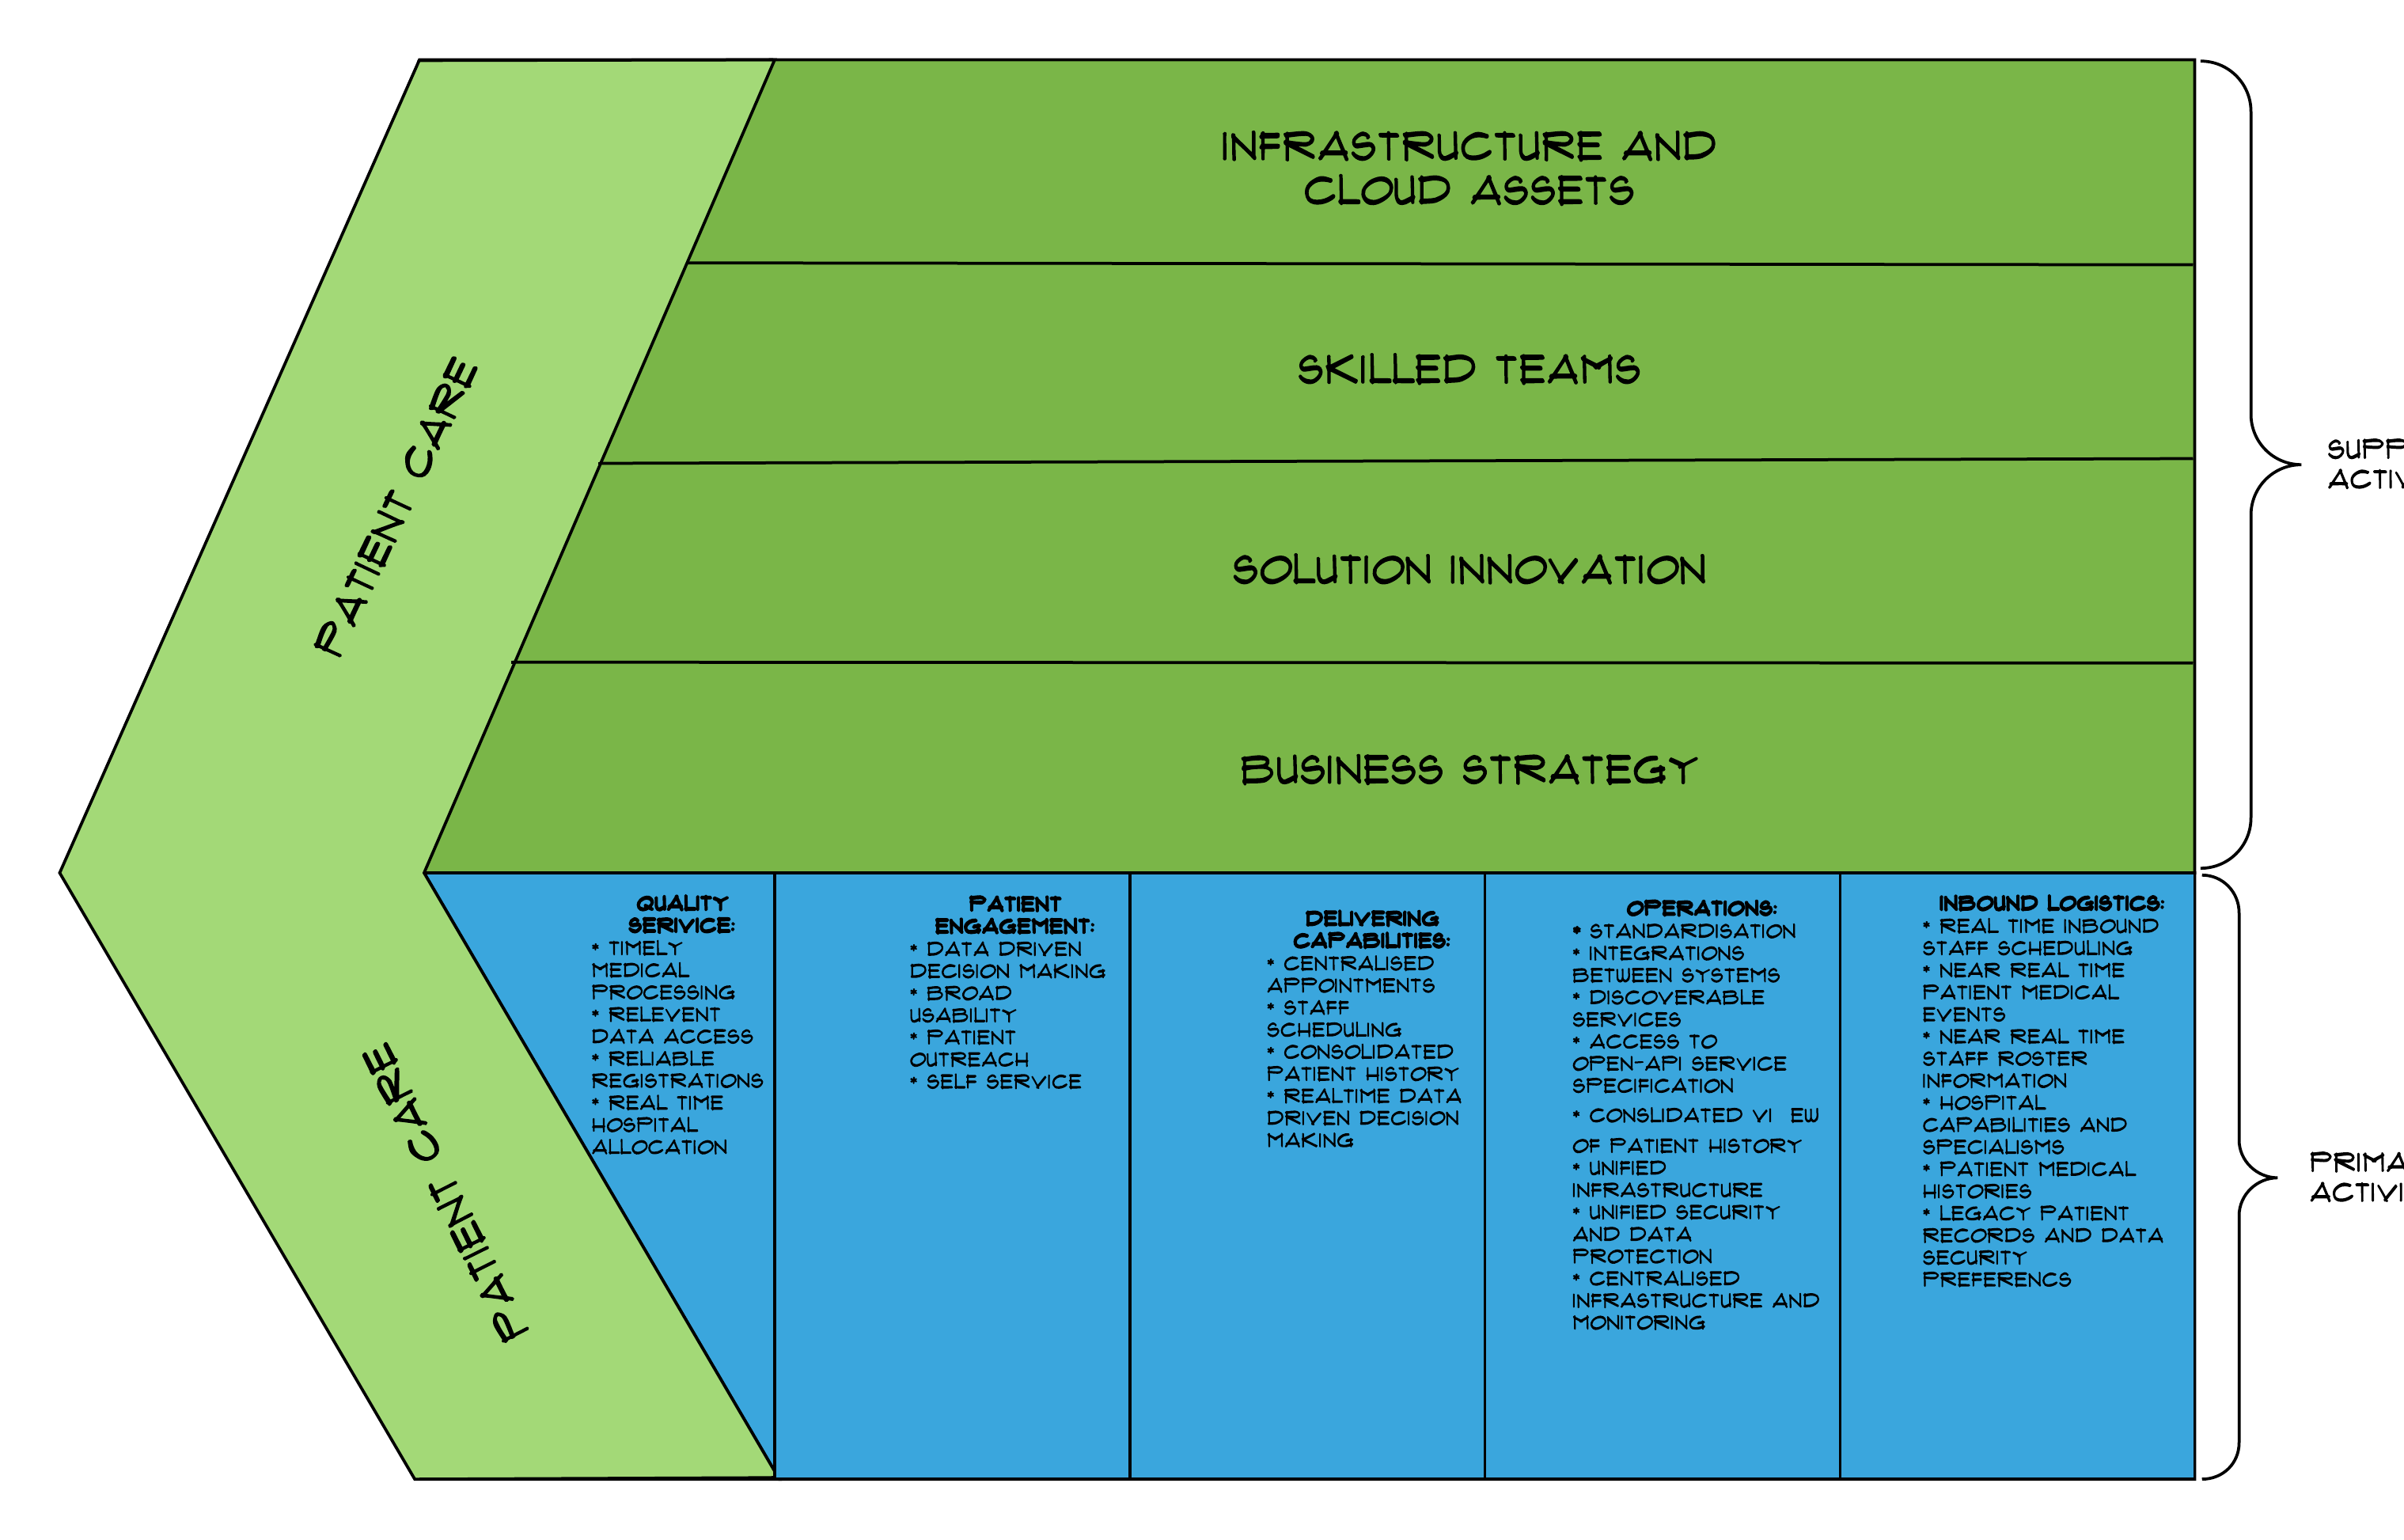 INFRASTRUCTURE AND
CLOUD ASSETS
SKILLED TEAMS
SOLUTION INNOVATION
BUSINESS STRATEGY
PATIENT CARE
PATIENT CARE
SUPP
ACTIV
QUALITY
SERIVICE:
* TIMELY
MEDICAL
PROCESSING
* RELEVENT
DATA ACCESS
* RELIABLE
REGISTRATIONS
* REAL TIME
HOSPITAL
ALLOCATION
PATIENT
ENGAGEMENT:
* DATA DRIVEN
DECISION MAKING
* BROAD
USABILITY
* PATIENT
OUTREACH
* SELF SERVICE
DELIVERING
CAPABILITIES:
* CENTRALISED
APPOINTMENTS
* STAFF
SCHEDULING
* CONSOLIDATED
PATIENT HISTORY
* REALTIME DATA
DRIVEN DECISION
MAKING
OPERATIONS:
* STANDARDISATION
* INTEGRATIONS
BETWEEN SYSTEMS
* DISCOVERABLE
SERVICES
* ACCESS TO
OPEN-API SERVICE
SPECIFICATION
* CONSLIDATED VI EW
OF PATIENT HISTORY
* UNIFIED
INFRASTRUCTURE
* UNIFIED SECURITY
AND DATA
PROTECTION
* CENTRALISED
INFRASTRUCTURE AND
MONITORING
INBOUND LOGISTICS:
* REAL TIME INBOUND
STAFF SCHEDULING
* NEAR REAL TIME
PATIENT MEDICAL
EVENTS
* NEAR REAL TIME
STAFF ROSTER
INFORMATION
* HOSPITAL
CAPABILITIES AND
SPECIALISMS
* PATIENT MEDICAL
HISTORIES
* LEGACY PATIENT
RECORDS AND DATA
SECURITY
PREFERENCS
PRIMA
ACTIVI